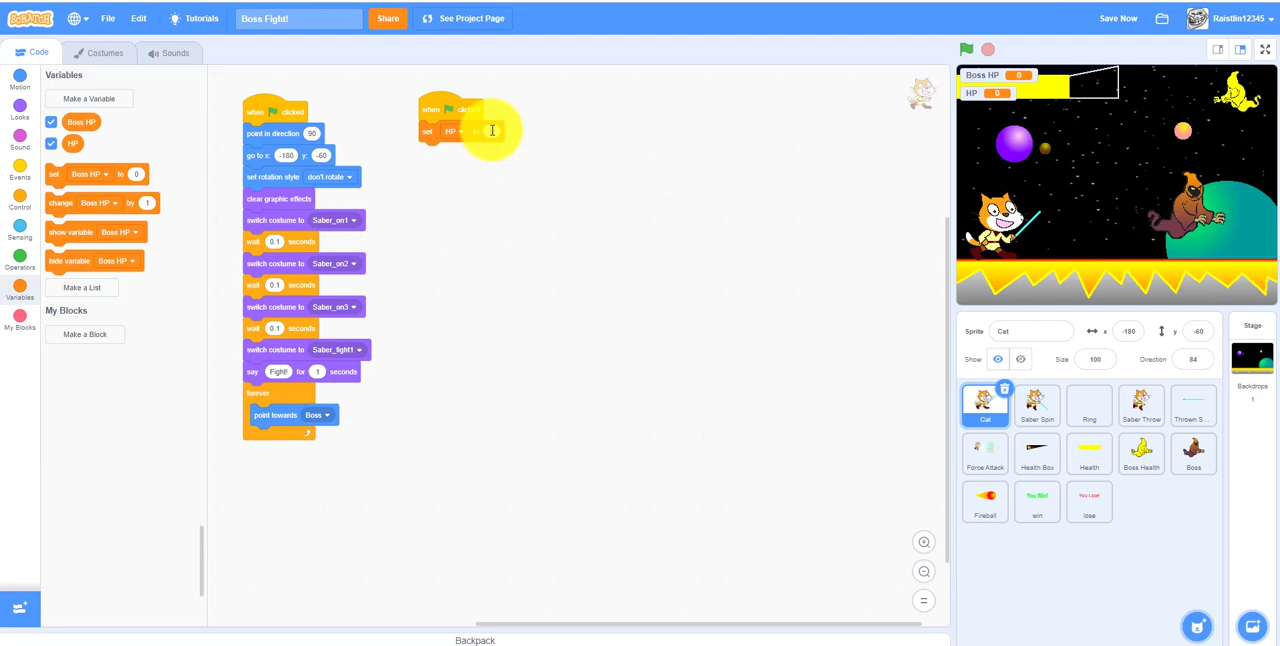 SCRATCH File Edit Tutorials Boss Fight! Share See Project Page Save Now Raistlin12345
Code Costumes Sounds
Motion
Looks
Sound
Events
Control
Sensing
Operators
Variables
My Blocks
Variables
Make a Variable
Boss HP
HP
set Boss HP to 0
change Boss HP by 1
show variable Boss HP
hide variable Boss HP
Make a List
My Blocks
Make a Block
when clicked
point in direction 90
go to x: -180 y: -60
set rotation style don't rotate
clear graphic effects
switch costume to Saber_on1
wait 0.1 seconds
switch costume to Saber_on2
wait 0.1 seconds
switch costume to Saber_on3
wait 0.1 seconds
switch costume to Saber_fight1
say Fight! for 1 seconds
forever
point towards Boss
when clicked
set HP to
Boss HP 0
HP 0
Sprite Cat x -180 y -60
Show Size 100 Direction 84
Cat Saber Spin Ring Saber Throw Thrown S...
Force Attack Health Box Health Boss Health Boss
You Win! You Lose!
Fireball win lose
Stage
Backdrops
1
Backpack